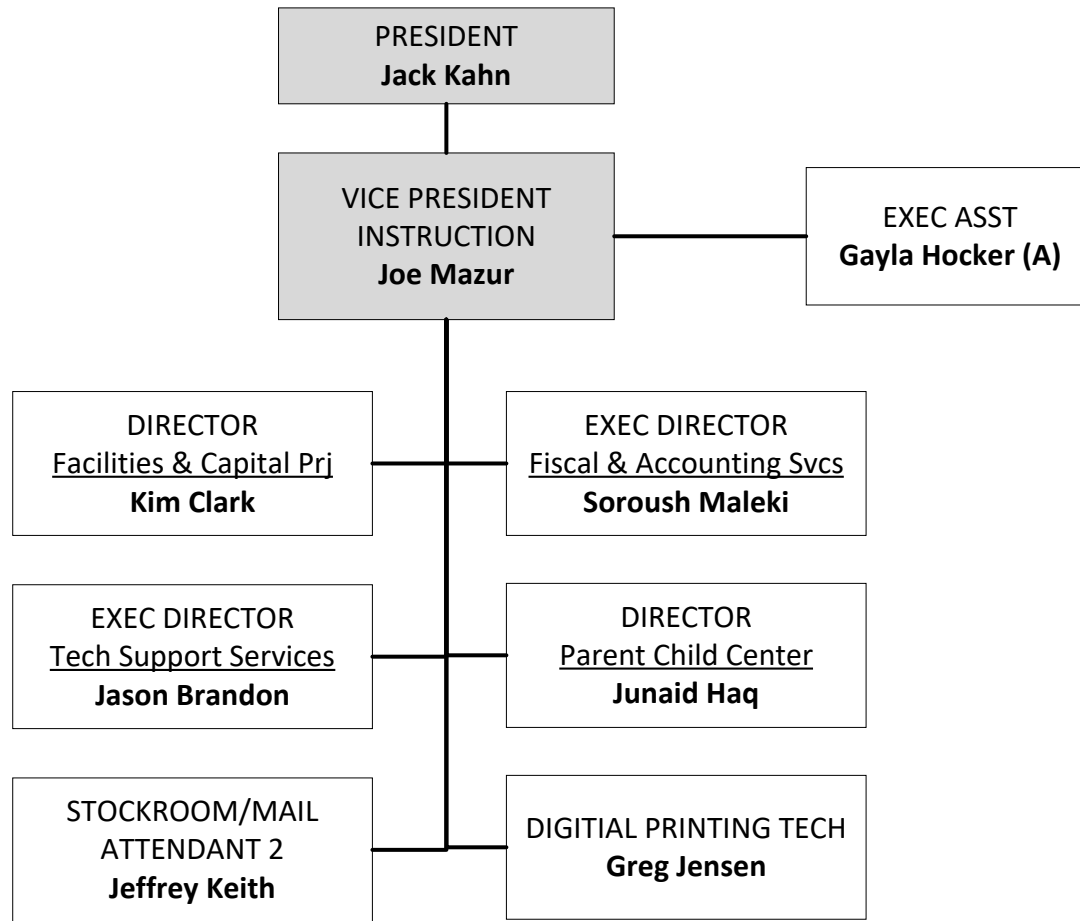 PRESIDENT
Jack Kahn
VICE PRESIDENT
INSTRUCTION
Joe Mazur
EXEC ASST
Gayla Hocker (A)
DIRECTOR
Facilities & Capital Prj
Kim Clark
EXEC DIRECTOR
Fiscal & Accounting Svcs
Soroush Maleki
EXEC DIRECTOR
Tech Support Services
Jason Brandon
DIRECTOR
Parent Child Center
Junaid Haq
STOCKROOM/MAIL
ATTENDANT 2
Jeffrey Keith
DIGITIAL PRINTING TECH
Greg Jensen